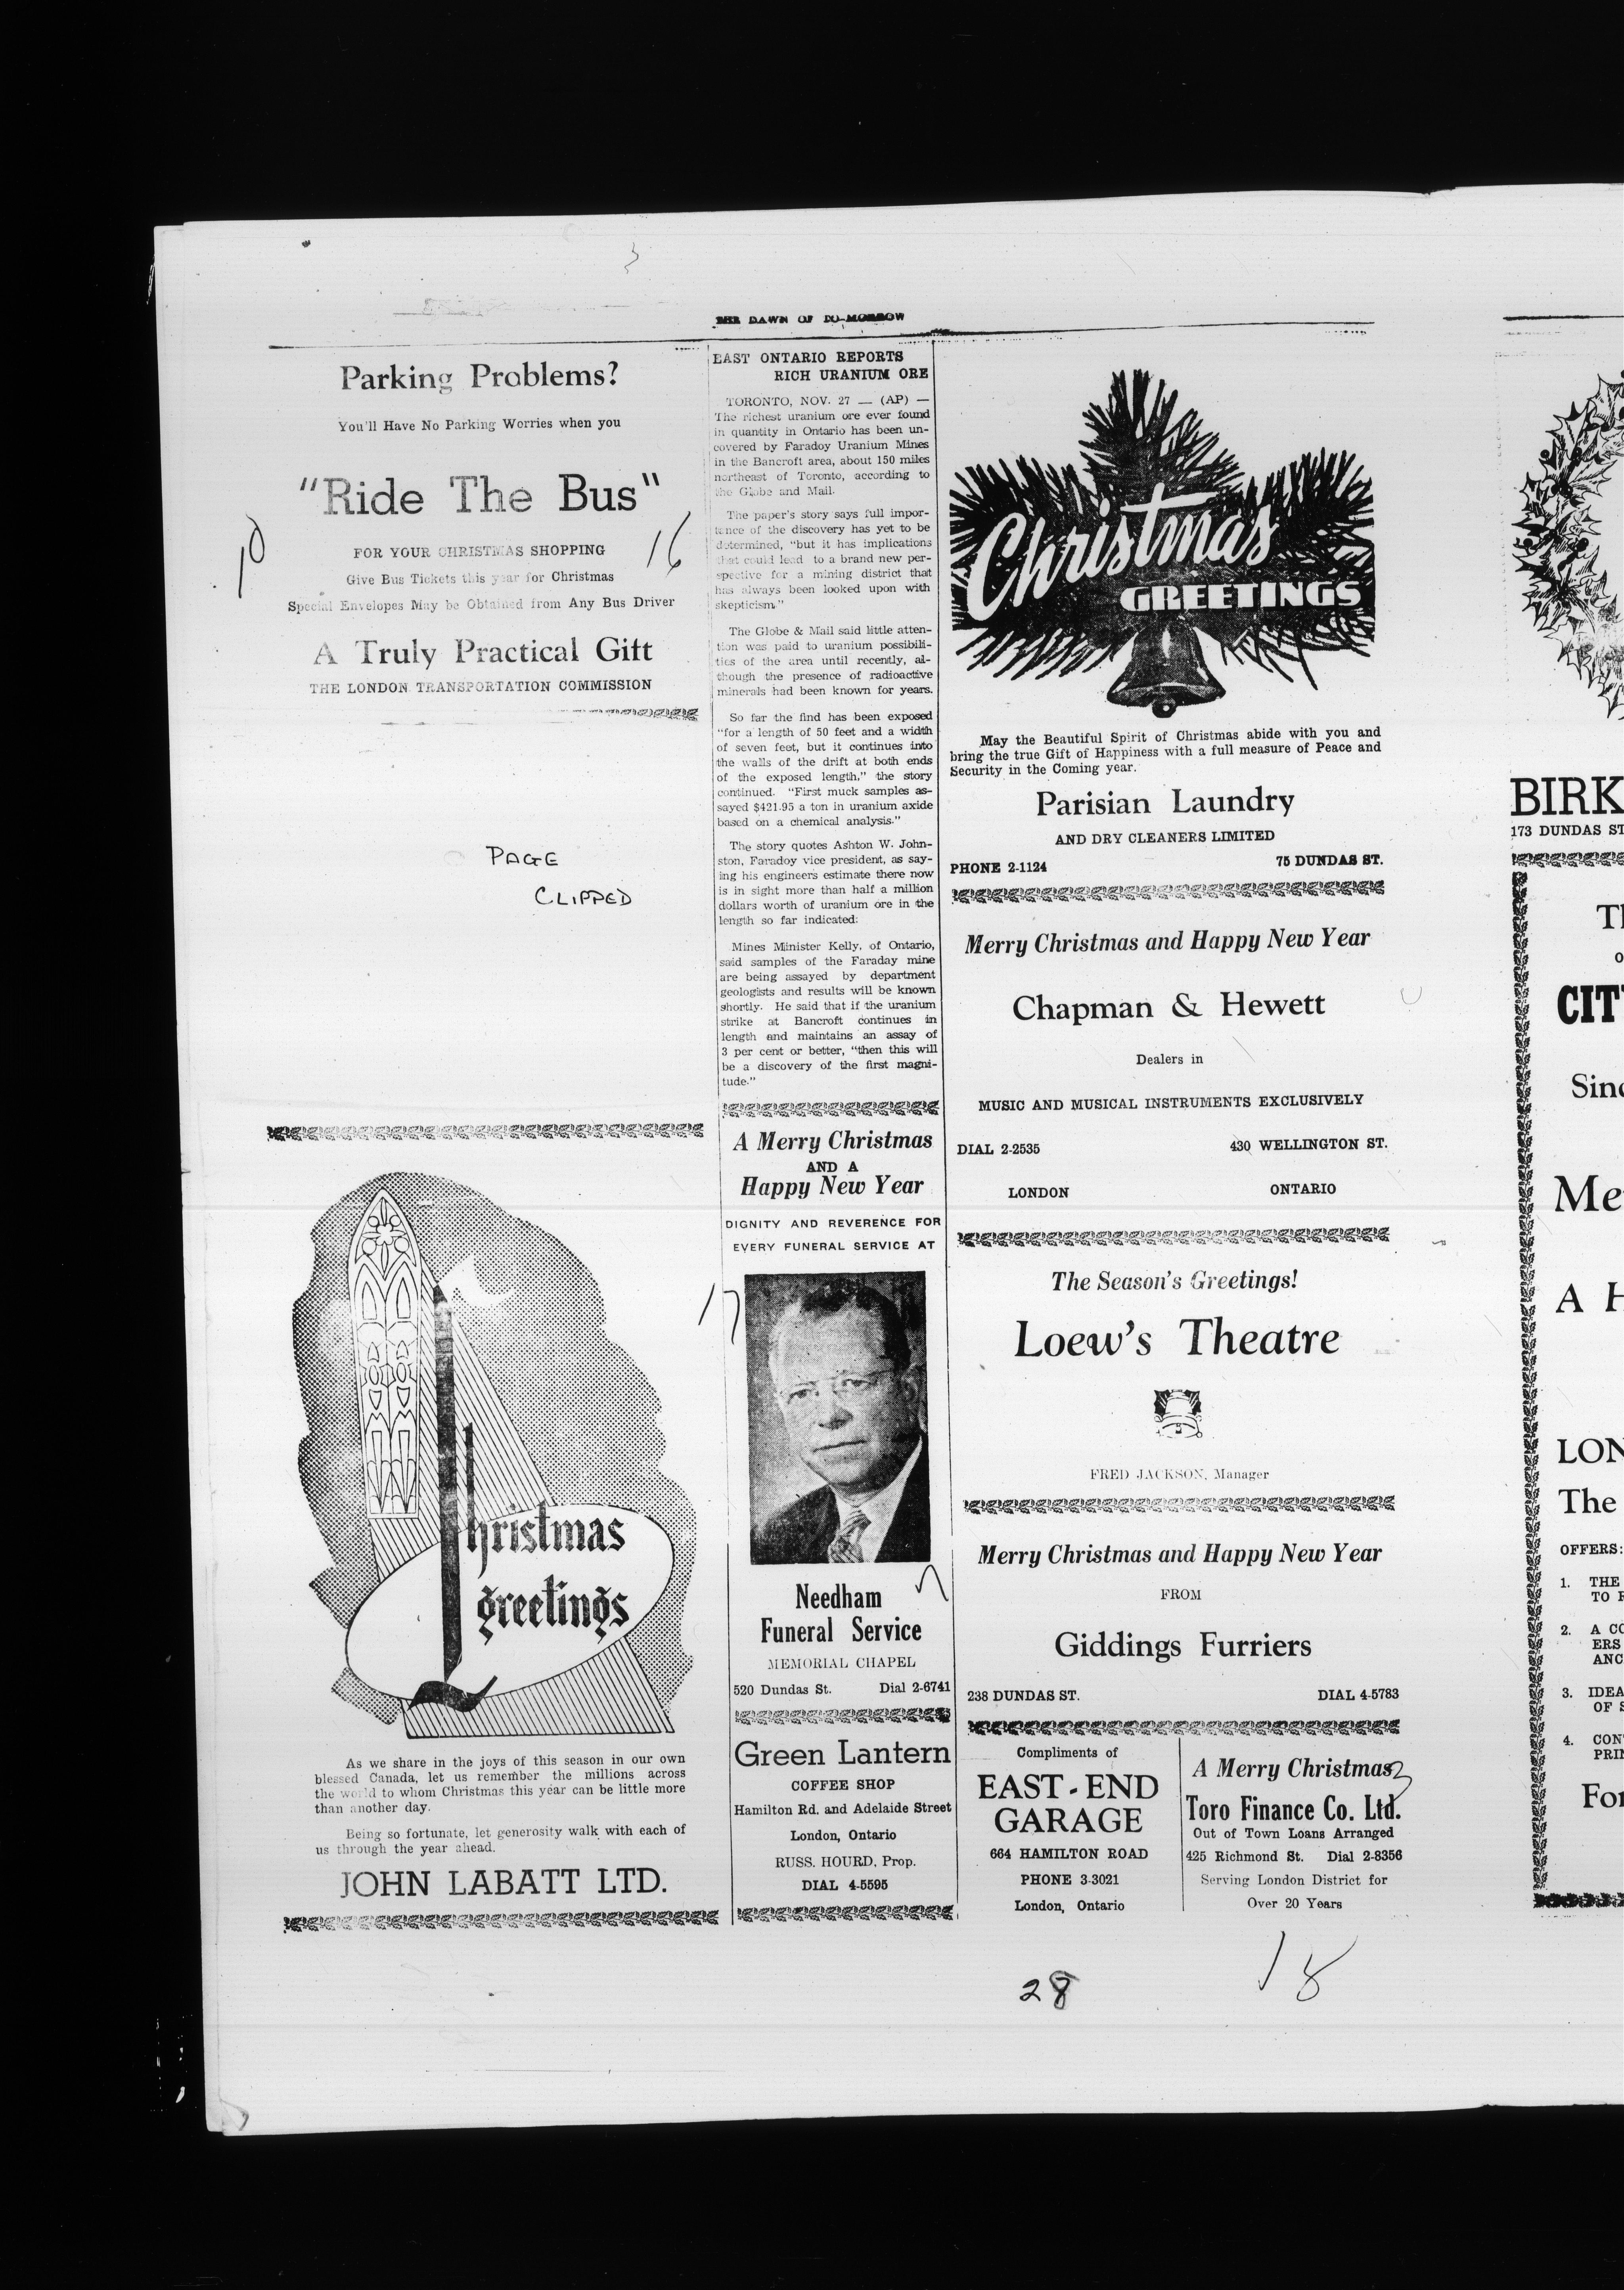 THE DAWN OF TO-MORROW
Parking Problems?
You'll Have No Parking Worries when you
"Ride The Bus"
10
16
FOR YOUR CHRISTMAS SHOPPING
Give Bus Tickets this year for Christmas
Special Envelopes May be Obtained from Any Bus Driver
A Truly Practical Gift
THE LONDON TRANSPORTATION COMMISSION
PAGE
CLIPPED
Christmas
greetings
As we share in the joys of this season in our own
blessed Canada, let us remember the millions across
the world to whom Christmas this year can be little more
than another day.
Being so fortunate, let generosity walk with each of
us through the year ahead.
JOHN LABATT LTD.
EAST ONTARIO REPORTS
RICH URANIUM ORE
TORONTO, NOV. 27 — (AP) —
The richest uranium ore ever found
in quantity in Ontario has been un-
covered by Faradoy Uranium Mines
in the Bancroft area, about 150 miles
northeast of Toronto, according to
the Globe and Mail.
The paper's story says full impor-
tance of the discovery has yet to be
determined, "but it has implications
that could lead to a brand new per-
spective for a mining district that
has always been looked upon with
skepticism."
The Globe & Mail said little atten-
tion was paid to uranium possibili-
ties of the area until recently, al-
though the presence of radioactive
minerals had been known for years.
So far the find has been exposed
"for a length of 50 feet and a width
of seven feet, but it continues into
the walls of the drift at both ends
of the exposed length," the story
continued. "First muck samples as-
sayed $421.95 a ton in uranium axide
based on a chemical analysis."
The story quotes Ashton W. John-
ston, Faradoy vice president, as say-
ing his engineers estimate there now
is in sight more than half a million
dollars worth of uranium ore in the
length so far indicated:
Mines Minister Kelly, of Ontario,
said samples of the Faraday mine
are being assayed by department
geologists and results will be known
shortly. He said that if the uranium
strike at Bancroft continues in
length and maintains an assay of
3 per cent or better, "then this will
be a discovery of the first magni-
tude."
A Merry Christmas
AND A
Happy New Year
DIGNITY AND REVERENCE FOR
EVERY FUNERAL SERVICE AT
17
Needham
Funeral Service
MEMORIAL CHAPEL
520 Dundas St. Dial 2-6741
Green Lantern
COFFEE SHOP
Hamilton Rd. and Adelaide Street
London, Ontario
RUSS. HOURD, Prop.
DIAL 4-5595
Christmas
GREETINGS
May the Beautiful Spirit of Christmas abide with you and
bring the true Gift of Happiness with a full measure of Peace and
Security in the Coming year.
Parisian Laundry
AND DRY CLEANERS LIMITED
PHONE 2-1124 75 DUNDAS ST.
Merry Christmas and Happy New Year
Chapman & Hewett
Dealers in
MUSIC AND MUSICAL INSTRUMENTS EXCLUSIVELY
DIAL 2-2535 430 WELLINGTON ST.
LONDON ONTARIO
The Season's Greetings!
Loew's Theatre
FRED JACKSON, Manager
Merry Christmas and Happy New Year
FROM
Giddings Furriers
238 DUNDAS ST. DIAL 4-5783
Compliments of
EAST-END
GARAGE
664 HAMILTON ROAD
PHONE 3-3021
London, Ontario
A Merry Christmas
Toro Finance Co. Ltd.
Out of Town Loans Arranged
425 Richmond St. Dial 2-8356
Serving London District for
Over 20 Years
28
18
BIRK
173 DUNDAS ST
CIT
Sinc
Me
A H
LON
The
OFFERS:
1. THE
TO
2. A CO
ERS
ANC
3. IDEA
OF S
4. CON
PRI
For